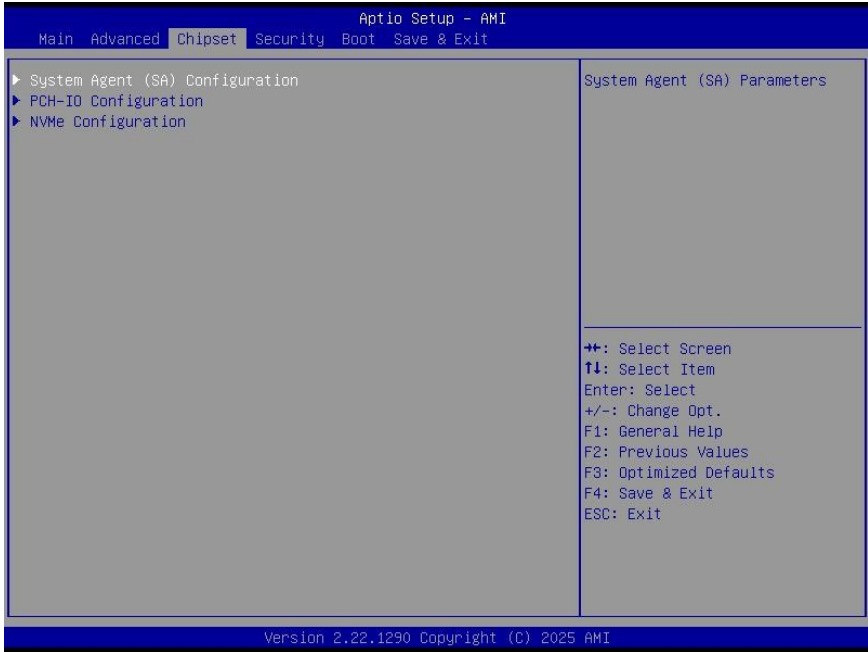 Aptio Setup – AMI
Main Advanced Chipset Security Boot Save & Exit
▶ System Agent (SA) Configuration
▶ PCH-IO Configuration
▶ NVMe Configuration
System Agent (SA) Parameters
→←: Select Screen
↑↓: Select Item
Enter: Select
+/-: Change Opt.
F1: General Help
F2: Previous Values
F3: Optimized Defaults
F4: Save & Exit
ESC: Exit
Version 2.22.1290 Copyright (C) 2025 AMI